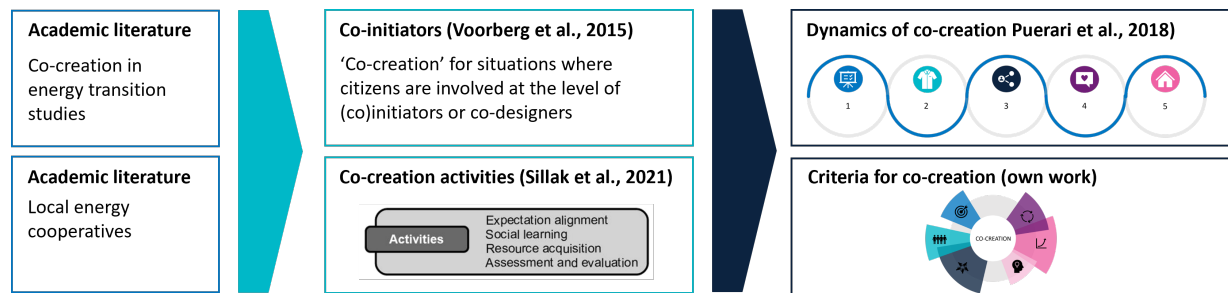 Academic literature
Co-creation in
energy transition
studies
Academic literature
Local energy
cooperatives
Co-initiators (Voorberg et al., 2015)
‘Co-creation’ for situations where
citizens are involved at the level of
(co)initiators or co-designers
Co-creation activities (Sillak et al., 2021)
Activities
Expectation alignment
Social learning
Resource acquisition
Assessment and evaluation
Dynamics of co-creation Puerari et al., 2018)
1 2 3 4 5
Criteria for co-creation (own work)
CO-CREATION